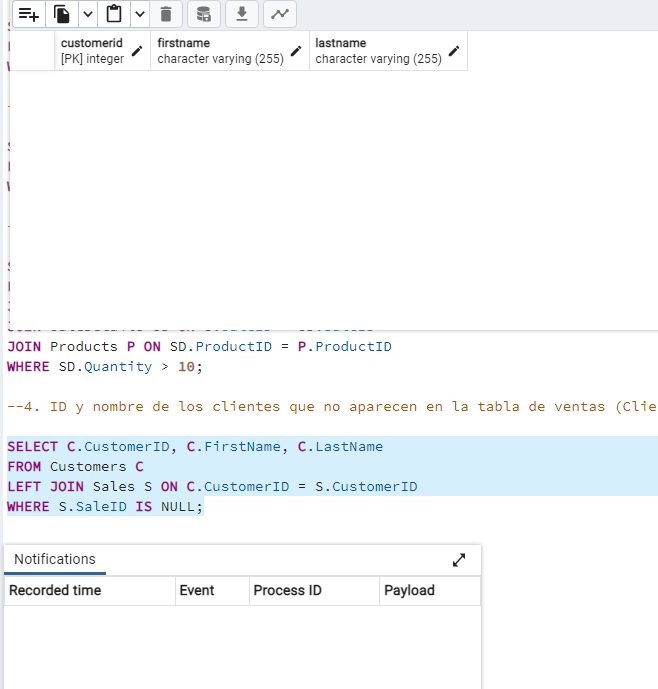 customerid
[PK] integer
firstname
character varying (255)
lastname
character varying (255)
JOIN Products P ON SD.ProductID = P.ProductID
WHERE SD.Quantity > 10;
--4. ID y nombre de los clientes que no aparecen en la tabla de ventas (Clie
SELECT C.CustomerID, C.FirstName, C.LastName
FROM Customers C
LEFT JOIN Sales S ON C.CustomerID = S.CustomerID
WHERE S.SaleID IS NULL;
Notifications
Recorded time Event Process ID Payload